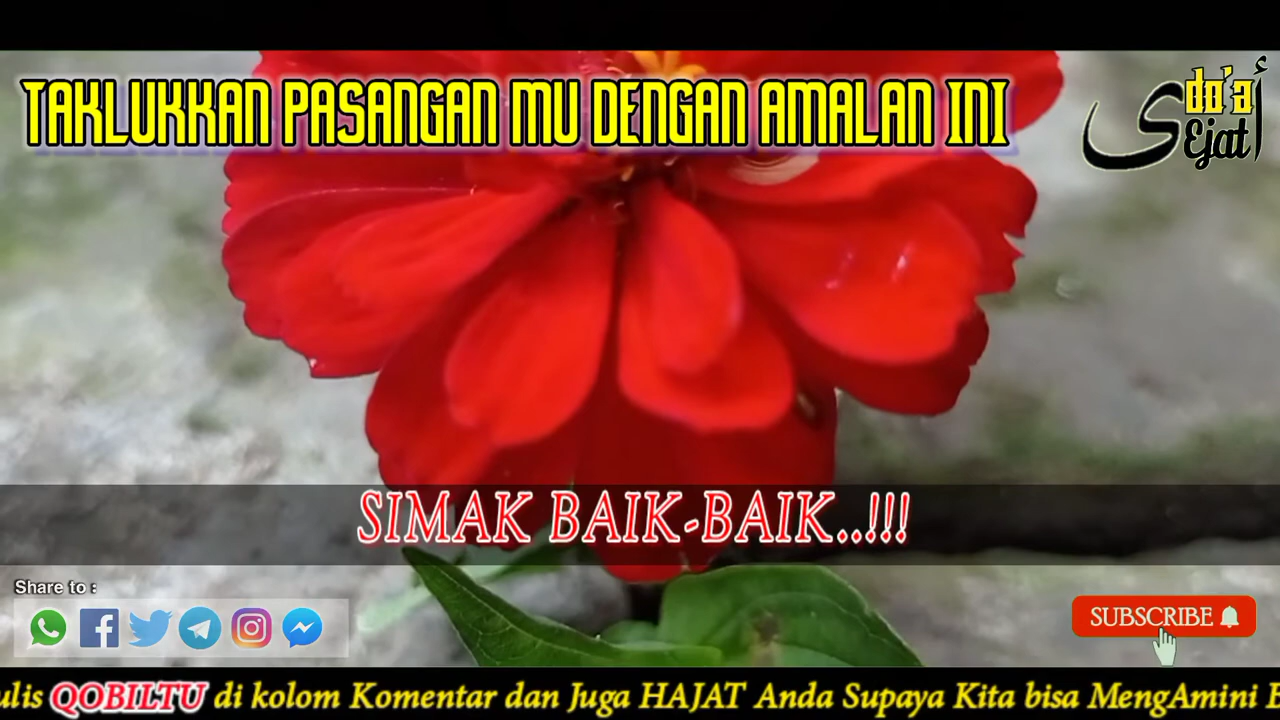 TAKLUKKAN PASANGAN MU DENGAN AMALAN INI
do'a
Ejat
SIMAK BAIK-BAIK..!!!
Share to :
SUBSCRIBE
QOBILTU di kolom Komentar dan Juga HAJAT Anda Supaya Kita bisa MengAmini